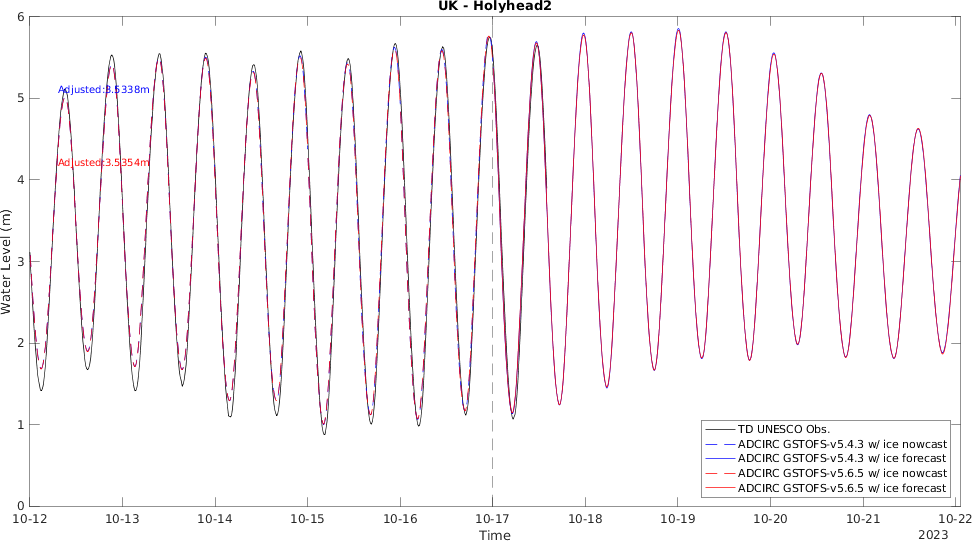 UK - Holyhead2
6
5
4
3
2
1
0
Water Level (m)
Adjusted:3.5338m
Adjusted:3.5354m
TD UNESCO Obs.
ADCIRC GSTOFS-v5.4.3 w/ ice nowcast
ADCIRC GSTOFS-v5.4.3 w/ ice forecast
ADCIRC GSTOFS-v5.6.5 w/ ice nowcast
ADCIRC GSTOFS-v5.6.5 w/ ice forecast
10-12 10-13 10-14 10-15 10-16 10-17 10-18 10-19 10-20 10-21 10-22
Time
2023